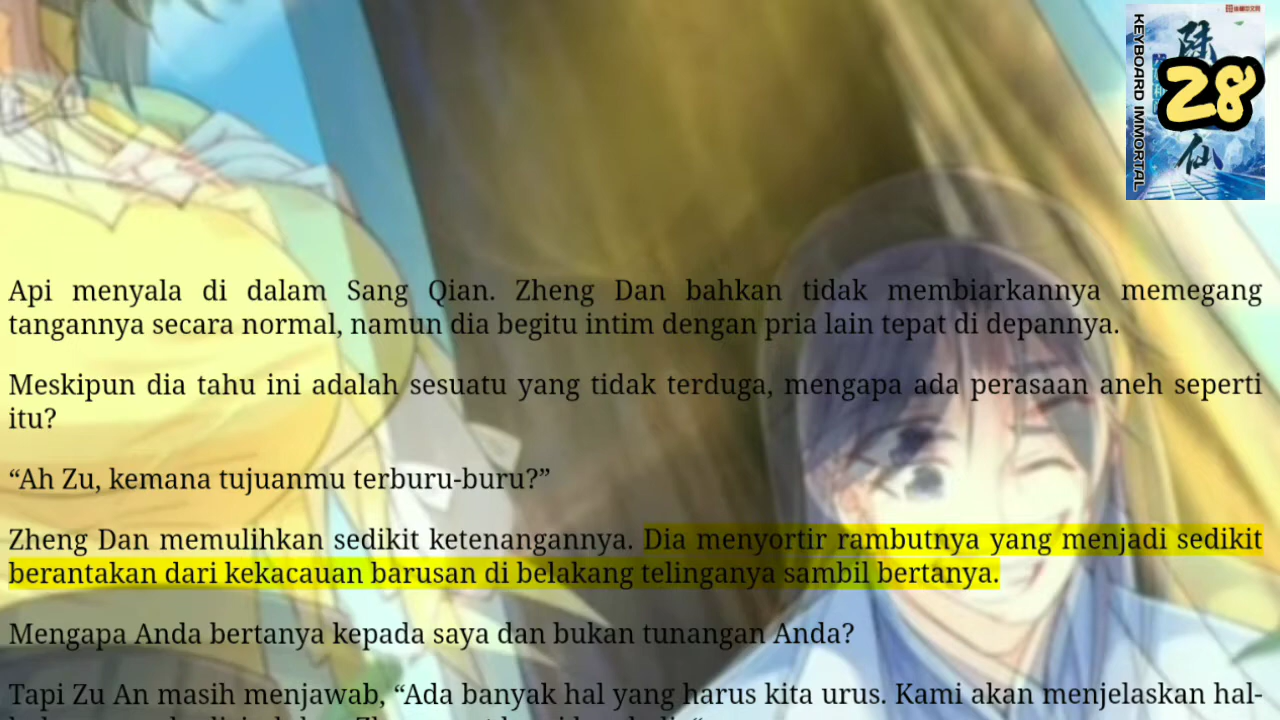 KEYBOARD IMMORTAL
28
仙
Api menyala di dalam Sang Qian. Zheng Dan bahkan tidak membiarkannya memegang
tangannya secara normal, namun dia begitu intim dengan pria lain tepat di depannya.
Meskipun dia tahu ini adalah sesuatu yang tidak terduga, mengapa ada perasaan aneh seperti
itu?
“Ah Zu, kemana tujuanmu terburu-buru?”
Zheng Dan memulihkan sedikit ketenangannya. Dia menyortir rambutnya yang menjadi sedikit
berantakan dari kekacauan barusan di belakang telinganya sambil bertanya.
Mengapa Anda bertanya kepada saya dan bukan tunangan Anda?
Tapi Zu An masih menjawab, “Ada banyak hal yang harus kita urus. Kami akan menjelaskan hal-